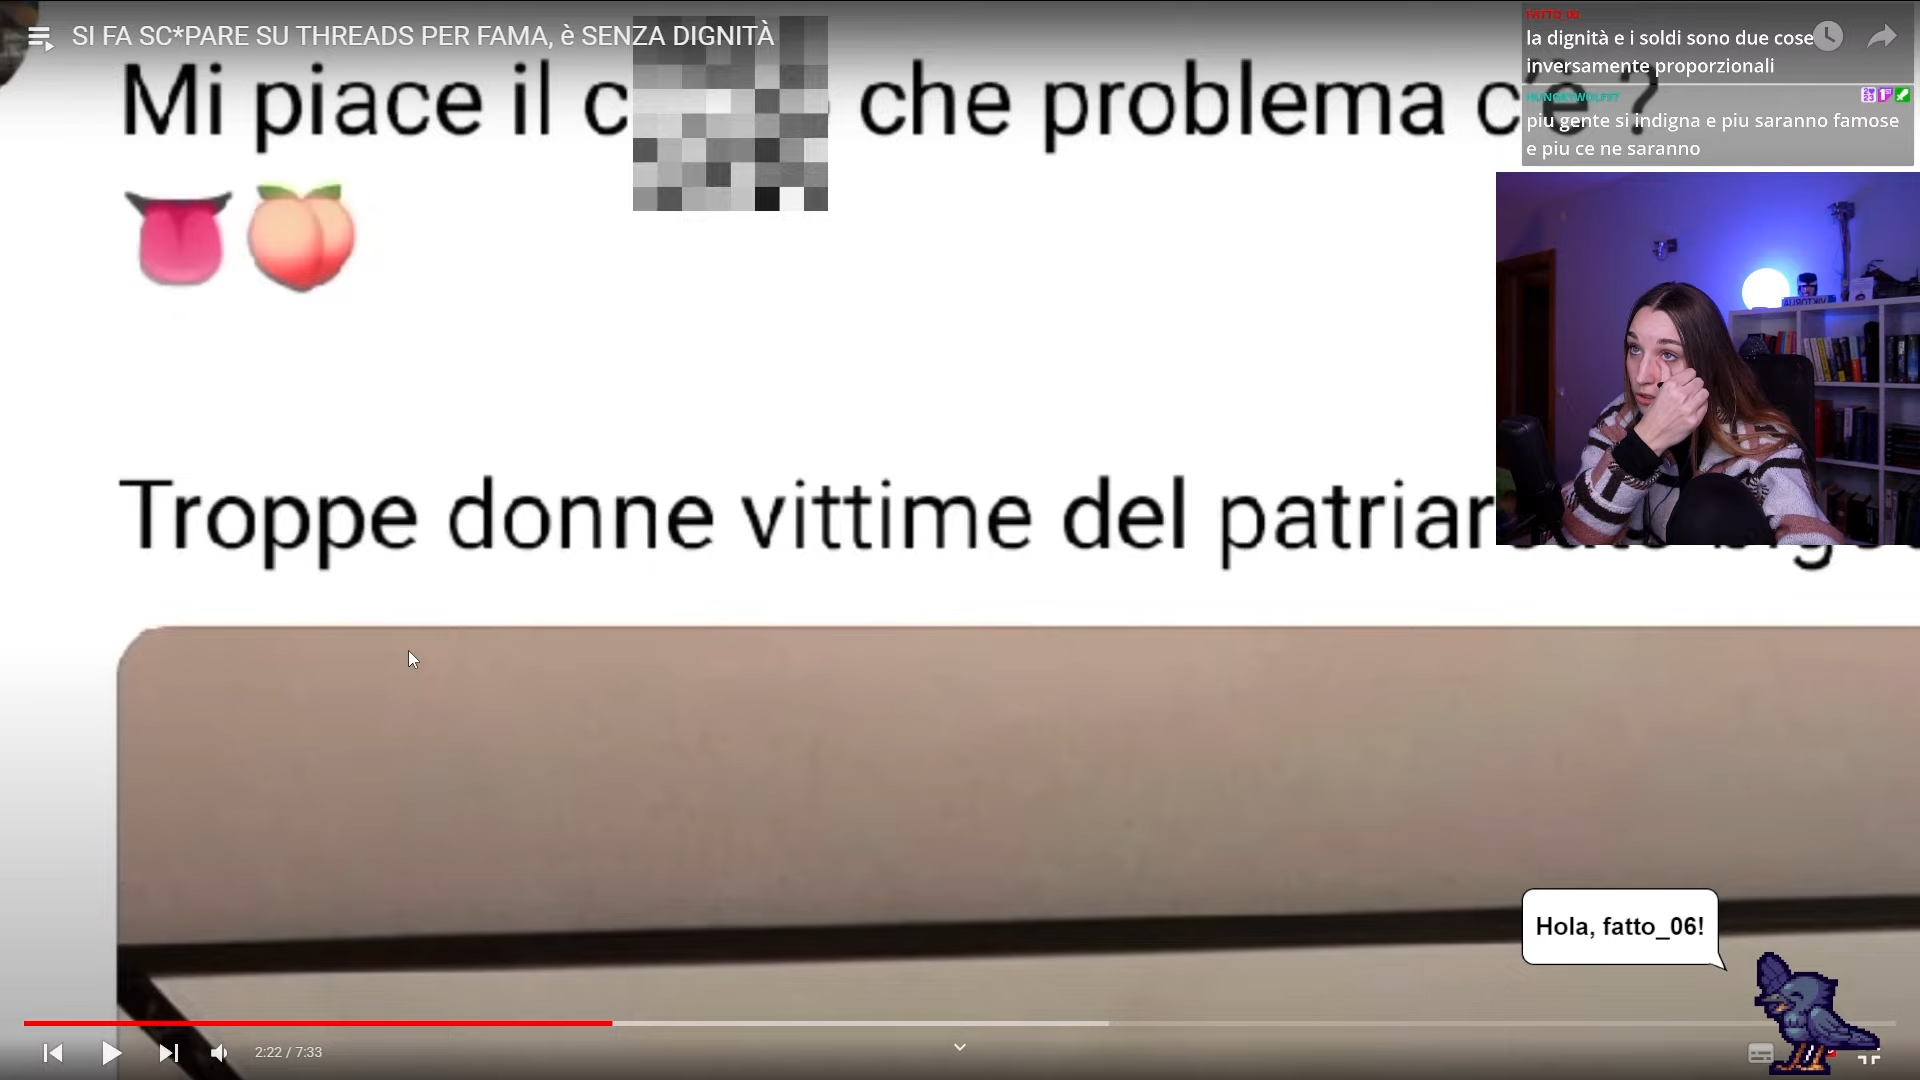 SI FA SC*PARE SU THREADS PER FAMA, è SENZA DIGNITÀ
FATTO_06
la dignità e i soldi sono due cose
inversamente proporzionali
piu gente si indigna e piu saranno famose
e piu ce ne saranno
Mi piace il c che problema c'è ?
Troppe donne vittime del
Hola, fatto_06!
2:22 / 7:33